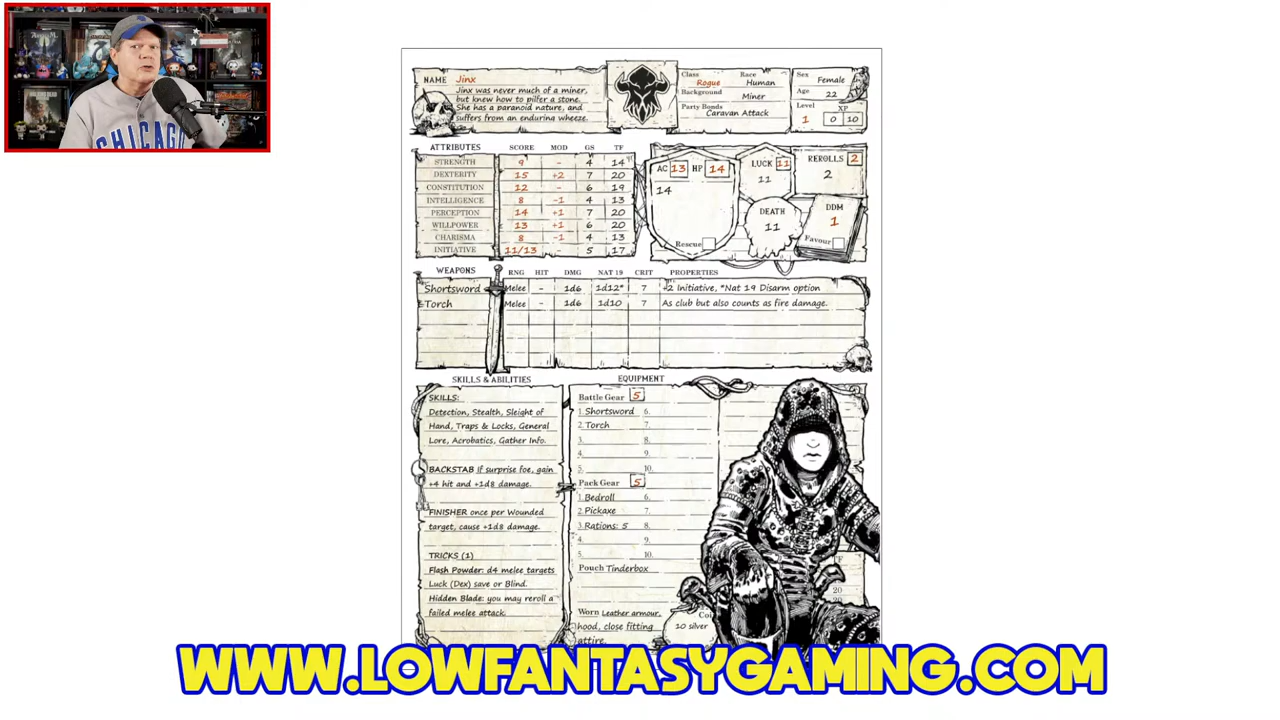 CHICAGO
NAME Jinx
Jinx was never much of a miner,
but knew how to pilfer a stone.
She has a paranoid nature, and
suffers from an enduring wheeze.
Class Rogue Race Human
Background Miner
Party Bonds
Caravan Attack
Sex Female
Age 22
Level 1 XP 0 10
ATTRIBUTES SCORE MOD GS TF
STRENGTH 9 - 4 14
DEXTERITY 15 +2 7 20
CONSTITUTION 12 - 6 19
INTELLIGENCE 8 -1 4 13
PERCEPTION 14 +1 7 20
WILLPOWER 13 +1 6 20
CHARISMA 8 -1 4 13
INITIATIVE 11/13 - 5 17
AC 13 HP 14
14
Rescue
LUCK 11
11
REROLLS 2
2
DEATH
11
DDM
1
Favour
WEAPONS RNG HIT DMG NAT 19 CRIT PROPERTIES
Shortsword Melee - 1d6 1d12* 7 +2 Initiative, *Nat 19 Disarm option
Torch Melee - 1d6 1d10 7 As club but also counts as fire damage.
SKILLS & ABILITIES
SKILLS:
Detection, Stealth, Sleight of
Hand, Traps & Locks, General
Lore, Acrobatics, Gather Info.
BACKSTAB If surprise foe, gain
+4 hit and +1d8 damage.
FINISHER once per Wounded
target, cause +1d8 damage.
TRICKS (1)
Flash Powder: d4 melee targets
Luck (Dex) save or Blind.
Hidden Blade: you may reroll a
failed melee attack.
EQUIPMENT
Battle Gear 5
1. Shortsword 6.
2. Torch 7.
3. 8.
4. 9.
5. 10.
Pack Gear 5
1. Bedroll 6.
2. Pickaxe 7.
3. Rations: 5 8.
4. 9.
5. 10.
Pouch Tinderbox
Worn Leather armour,
hood, close fitting
attire.
10 silver
20
WWW.LOWFANTASYGAMING.COM